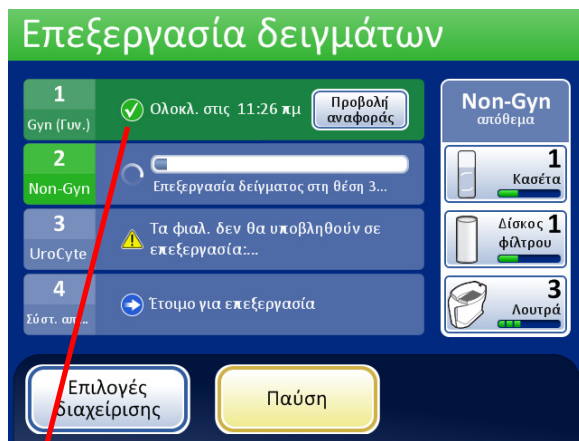 Επεξεργασία δειγμάτων
1
Gyn (Γυν.)
Ολοκλ. στις 11:26 πμ
Προβολή
αναφοράς
2
Non-Gyn
Επεξεργασία δείγματος στη θέση 3...
3
UroCyte
Τα φιαλ. δεν θα υποβληθούν σε
επεξεργασία:...
4
Σύστ. απ...
Έτοιμο για επεξεργασία
Non-Gyn
απόθεμα
1
Κασέτα
Δίσκος 1
φίλτρου
3
Λουτρά
Επιλογές
διαχείρισης
Παύση